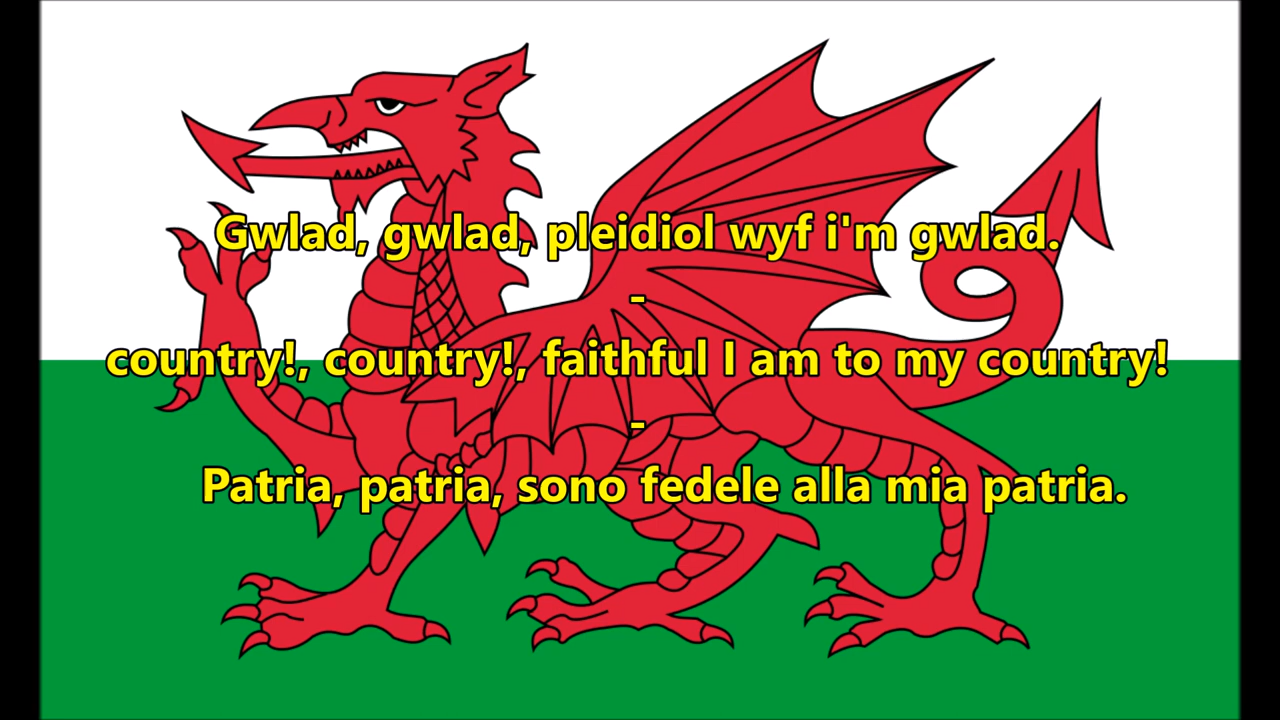 Gwlad, gwlad, pleidiol wyf i'm gwlad.
-
country!, country!, faithful I am to my country!
-
Patria, patria, sono fedele alla mia patria.